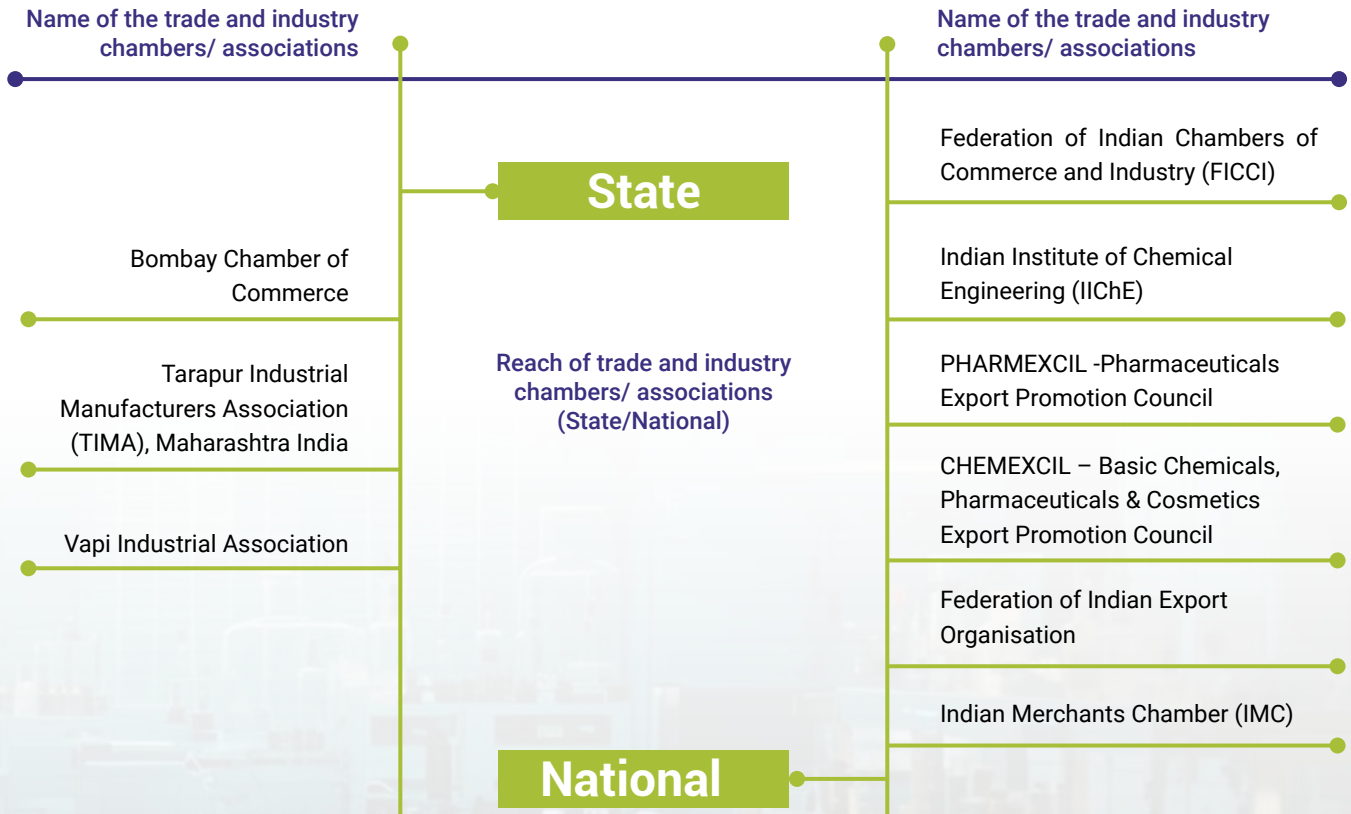 Name of the trade and industry
chambers/ associations
State
Bombay Chamber of
Commerce
Tarapur Industrial
Manufacturers Association
(TIMA), Maharashtra India
Vapi Industrial Association
Reach of trade and industry
chambers/ associations
(State/National)
Name of the trade and industry
chambers/ associations
Federation of Indian Chambers of
Commerce and Industry (FICCI)
Indian Institute of Chemical
Engineering (IIChE)
PHARMEXCIL -Pharmaceuticals
Export Promotion Council
CHEMEXCIL – Basic Chemicals,
Pharmaceuticals & Cosmetics
Export Promotion Council
Federation of Indian Export
Organisation
Indian Merchants Chamber (IMC)
National